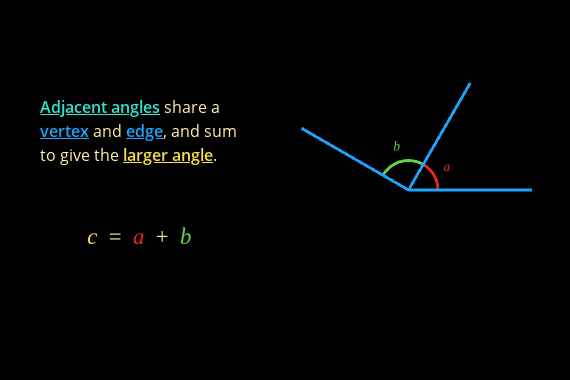 Adjacent angles share a
vertex and edge, and sum
to give the larger angle.
c = a + b
b
a